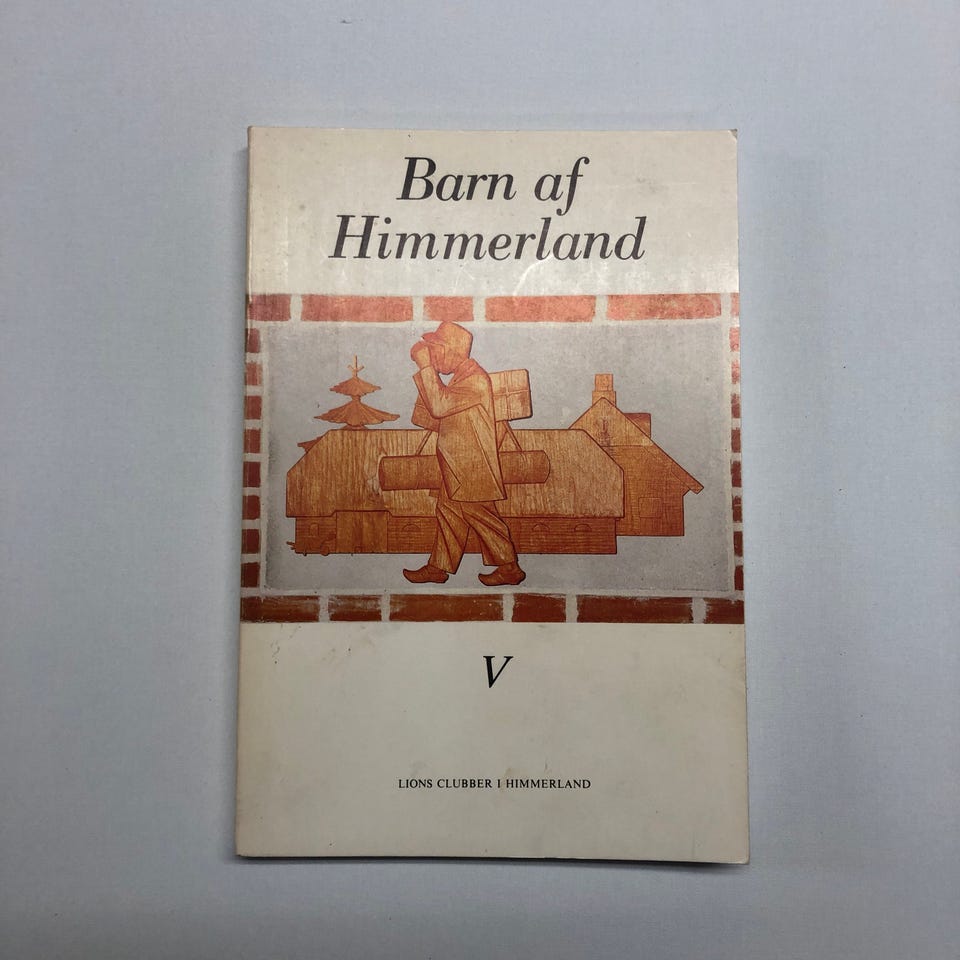 Barn af
Himmerland
V
LIONS CLUBBER I HIMMERLAND